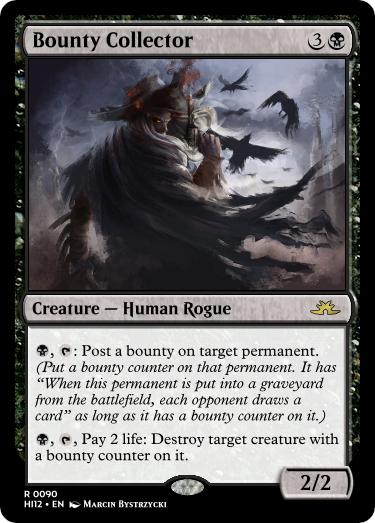 Bounty Collector 3
Creature — Human Rogue
: Post a bounty on target permanent.
(Put a bounty counter on that permanent. It has
“When this permanent is put into a graveyard
from the battlefield, each opponent draws a
card” as long as it has a bounty counter on it.)
, , Pay 2 life: Destroy target creature with
a bounty counter on it.
2/2
R 0090
HI12 • EN Marcin Bystrzycki